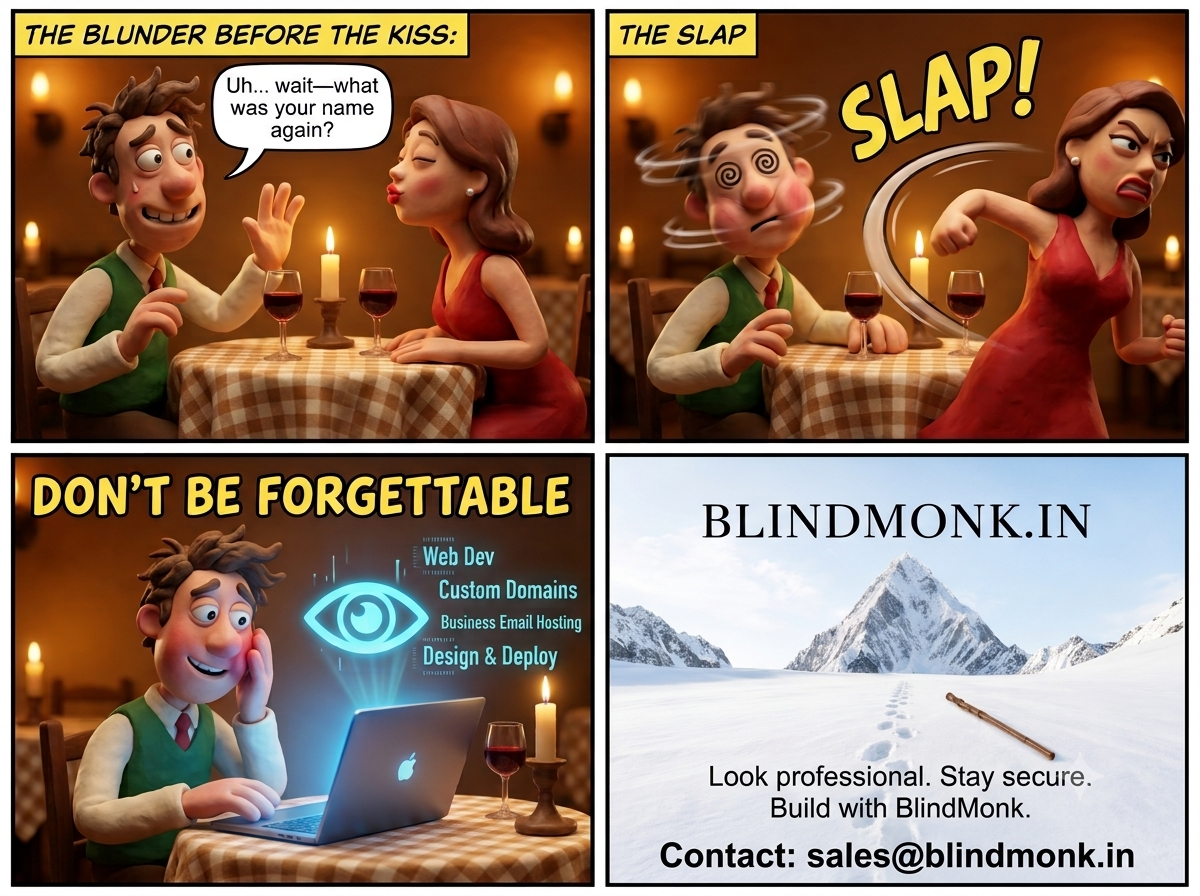 THE BLUNDER BEFORE THE KISS:
Uh... wait—what
was your name
again?
THE SLAP
SLAP!
DON'T BE FORGETTABLE
Web Dev
Custom Domains
Business Email Hosting
Design & Deploy
BLINDMONK.IN
Look professional. Stay secure.
Build with BlindMonk.
Contact: sales@blindmonk.in